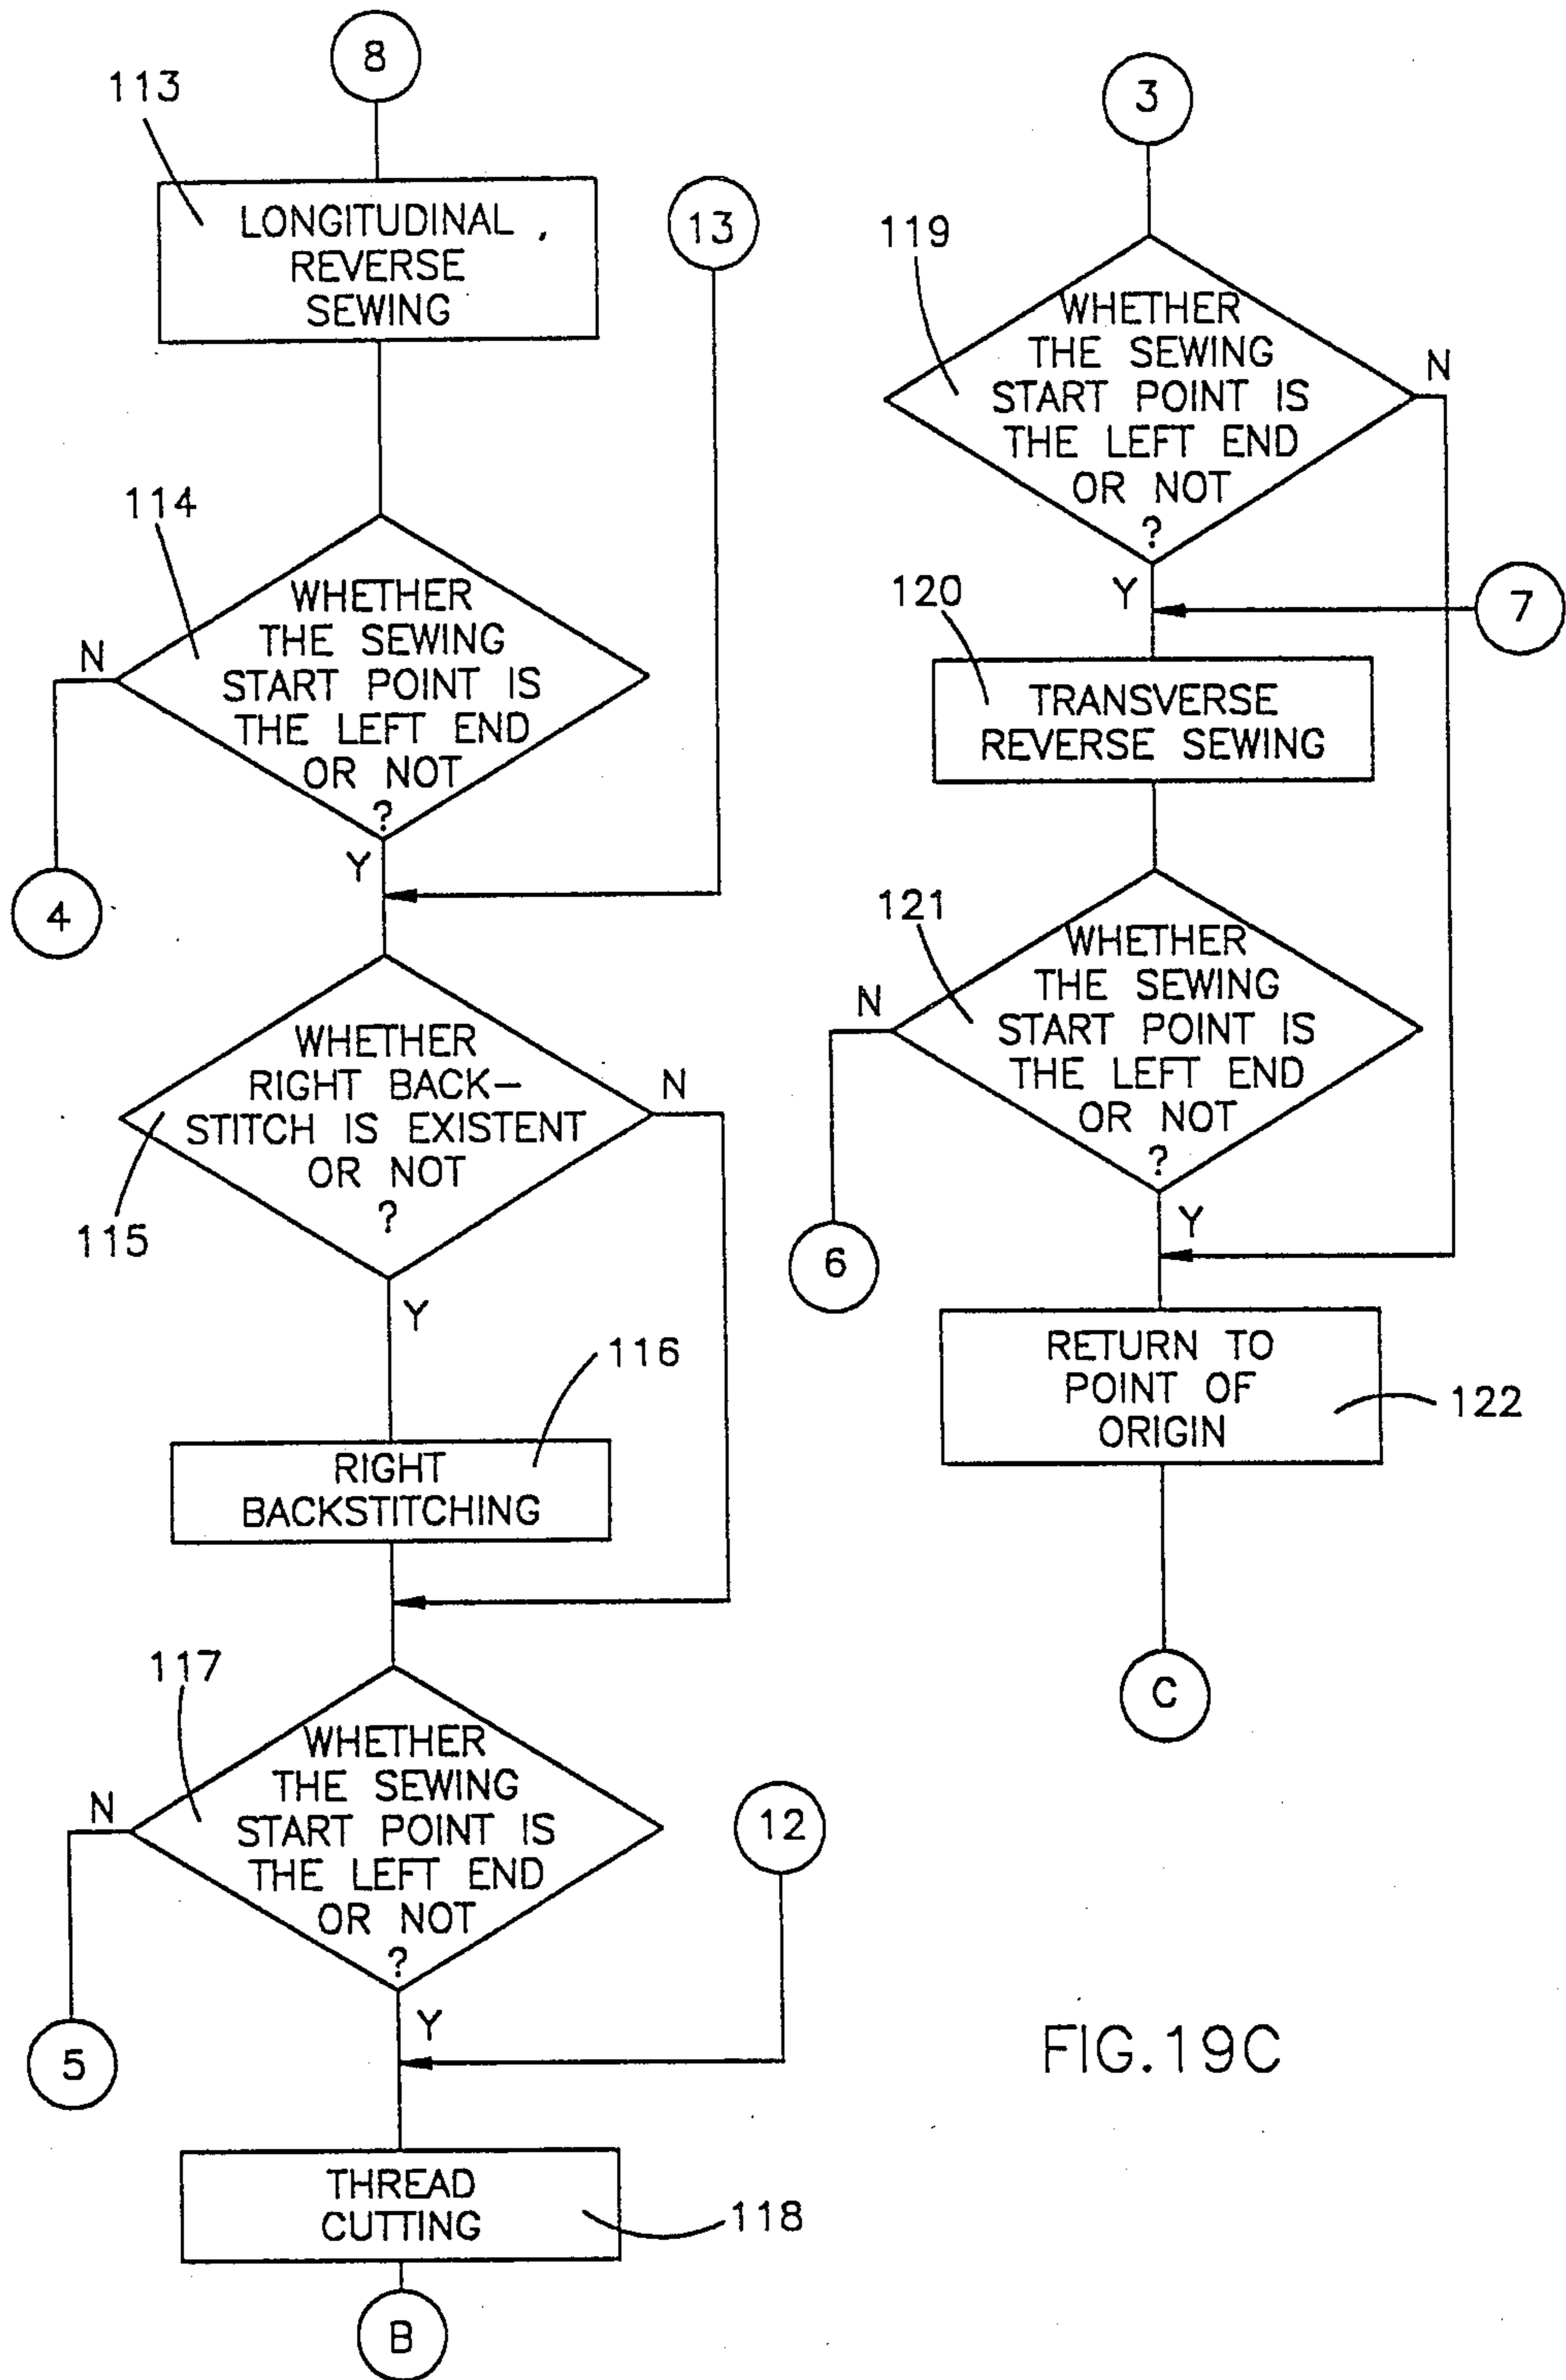 8
113
LONGITUDINAL,
REVERSE
SEWING
13
114
WHETHER
THE SEWING
START POINT IS
THE LEFT END
OR NOT
?
N
Y
4
WHETHER
RIGHT BACK-
STITCH IS EXISTENT
OR NOT
?
N
115
Y
116
RIGHT
BACKSTITCHING
117
WHETHER
THE SEWING
START POINT IS
THE LEFT END
OR NOT
?
N
12
Y
5
THREAD
CUTTING
118
B
3
119
WHETHER
THE SEWING
START POINT IS
THE LEFT END
OR NOT
?
N
Y
7
120
TRANSVERSE
REVERSE SEWING
121
WHETHER
THE SEWING
START POINT IS
THE LEFT END
OR NOT
?
N
Y
6
RETURN TO
POINT OF
ORIGIN
122
C
FIG.19C